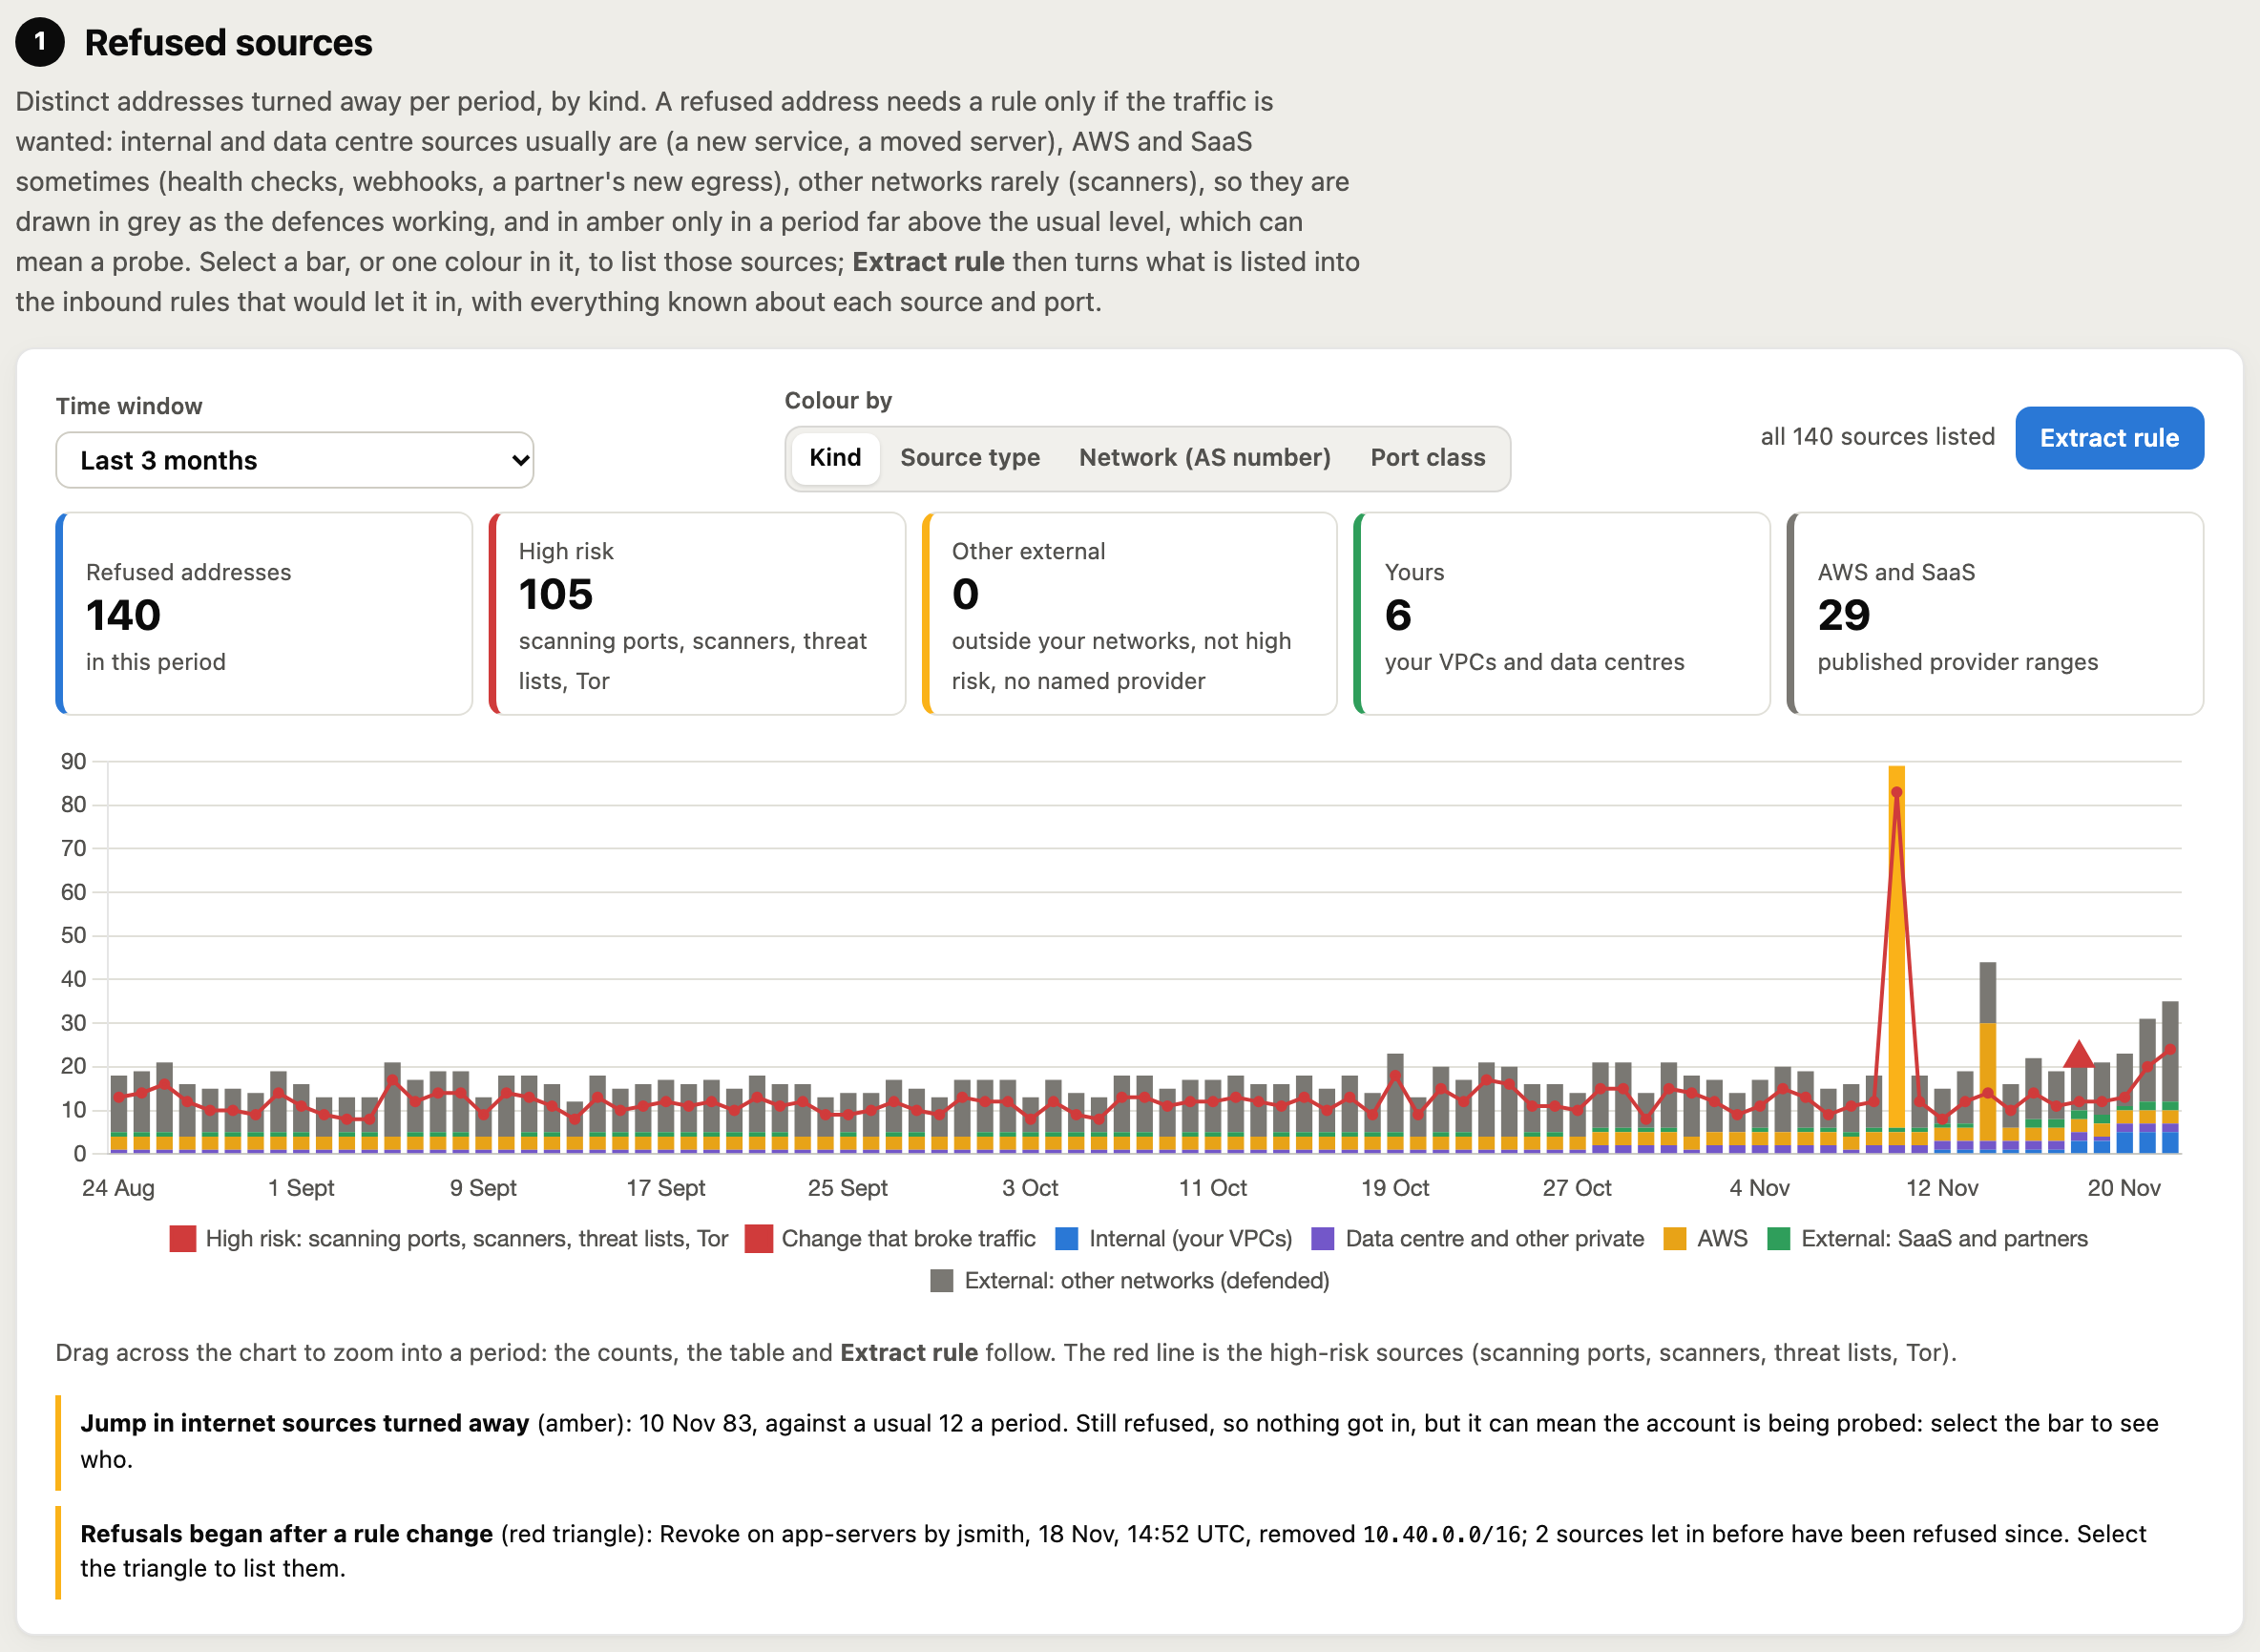 1 Refused sources
Distinct addresses turned away per period, by kind. A refused address needs a rule only if the traffic is
wanted: internal and data centre sources usually are (a new service, a moved server), AWS and SaaS
sometimes (health checks, webhooks, a partner's new egress), other networks rarely (scanners), so they are
drawn in grey as the defences working, and in amber only in a period far above the usual level, which can
mean a probe. Select a bar, or one colour in it, to list those sources; Extract rule then turns what is listed into
the inbound rules that would let it in, with everything known about each source and port.
Time window
Last 3 months
Colour by
Kind Source type Network (AS number) Port class
all 140 sources listed
Extract rule
Refused addresses
140
in this period
High risk
105
scanning ports, scanners, threat
lists, Tor
Other external
0
outside your networks, not high
risk, no named provider
Yours
6
your VPCs and data centres
AWS and SaaS
29
published provider ranges
90
80
70
60
50
40
30
20
10
0
24 Aug 1 Sept 9 Sept 17 Sept 25 Sept 3 Oct 11 Oct 19 Oct 27 Oct 4 Nov 12 Nov 20 Nov
High risk: scanning ports, scanners, threat lists, Tor Change that broke traffic Internal (your VPCs) Data centre and other private AWS External: SaaS and partners
External: other networks (defended)
Drag across the chart to zoom into a period: the counts, the table and Extract rule follow. The red line is the high-risk sources (scanning ports, scanners, threat lists, Tor).
Jump in internet sources turned away (amber): 10 Nov 83, against a usual 12 a period. Still refused, so nothing got in, but it can mean the account is being probed: select the bar to see
who.
Refusals began after a rule change (red triangle): Revoke on app-servers by jsmith, 18 Nov, 14:52 UTC, removed 10.40.0.0/16; 2 sources let in before have been refused since. Select
the triangle to list them.